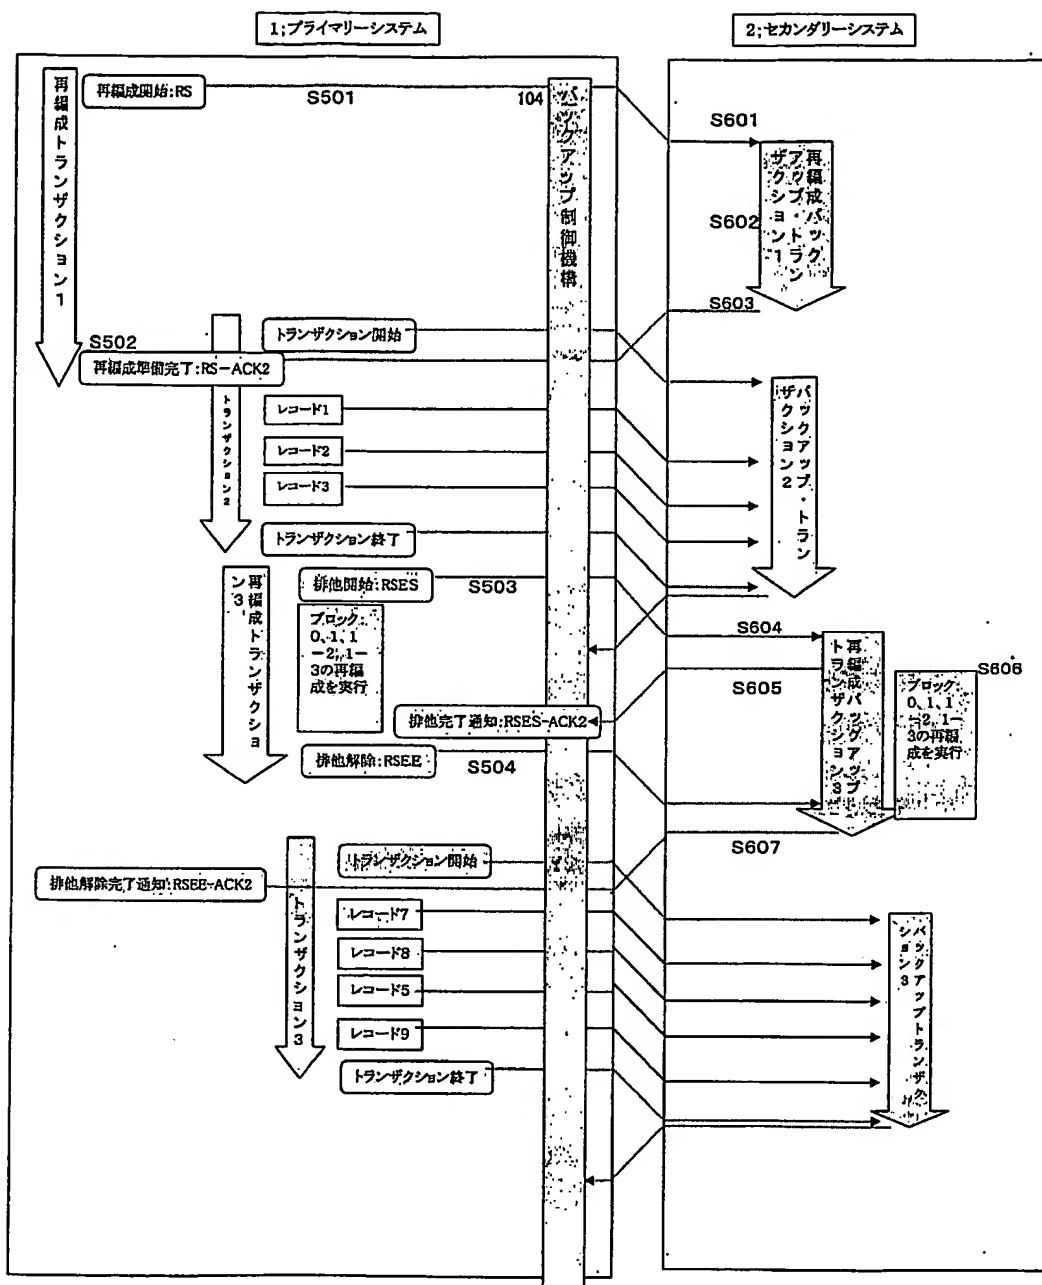 1;プライマリーシステム
2;セカンダリーシステム
再編成トランザクション1
再編成開始:RS
S501
104
バックアップ制御機構
S601
再編成バック
アップ・トラン
ザクション1
S602
S603
トランザクション開始
S502
再編成準備完了:RS-ACK2
トランザクション2
レコード1
レコード2
レコード3
トランザクション終了
バックアップ・トラン
ザクション2
再編成トランザクショ
ン3
排他開始:RSES
S503
ブロック:
0、1、1
-2、1-
3の再編
成を実行
S604
再編成バックアップ
トランザクション3
S605
S606
ブロック
0、1、1
-2、1-
3の再編
成を実行
排他完了通知:RSES-ACK2
排他解除:RSEE
S504
S607
トランザクション開始
排他解除完了通知:RSEE-ACK2
トランザクション3
レコード7
レコード8
レコード5
レコード9
トランザクション終了
バックアップトランザク
ション3